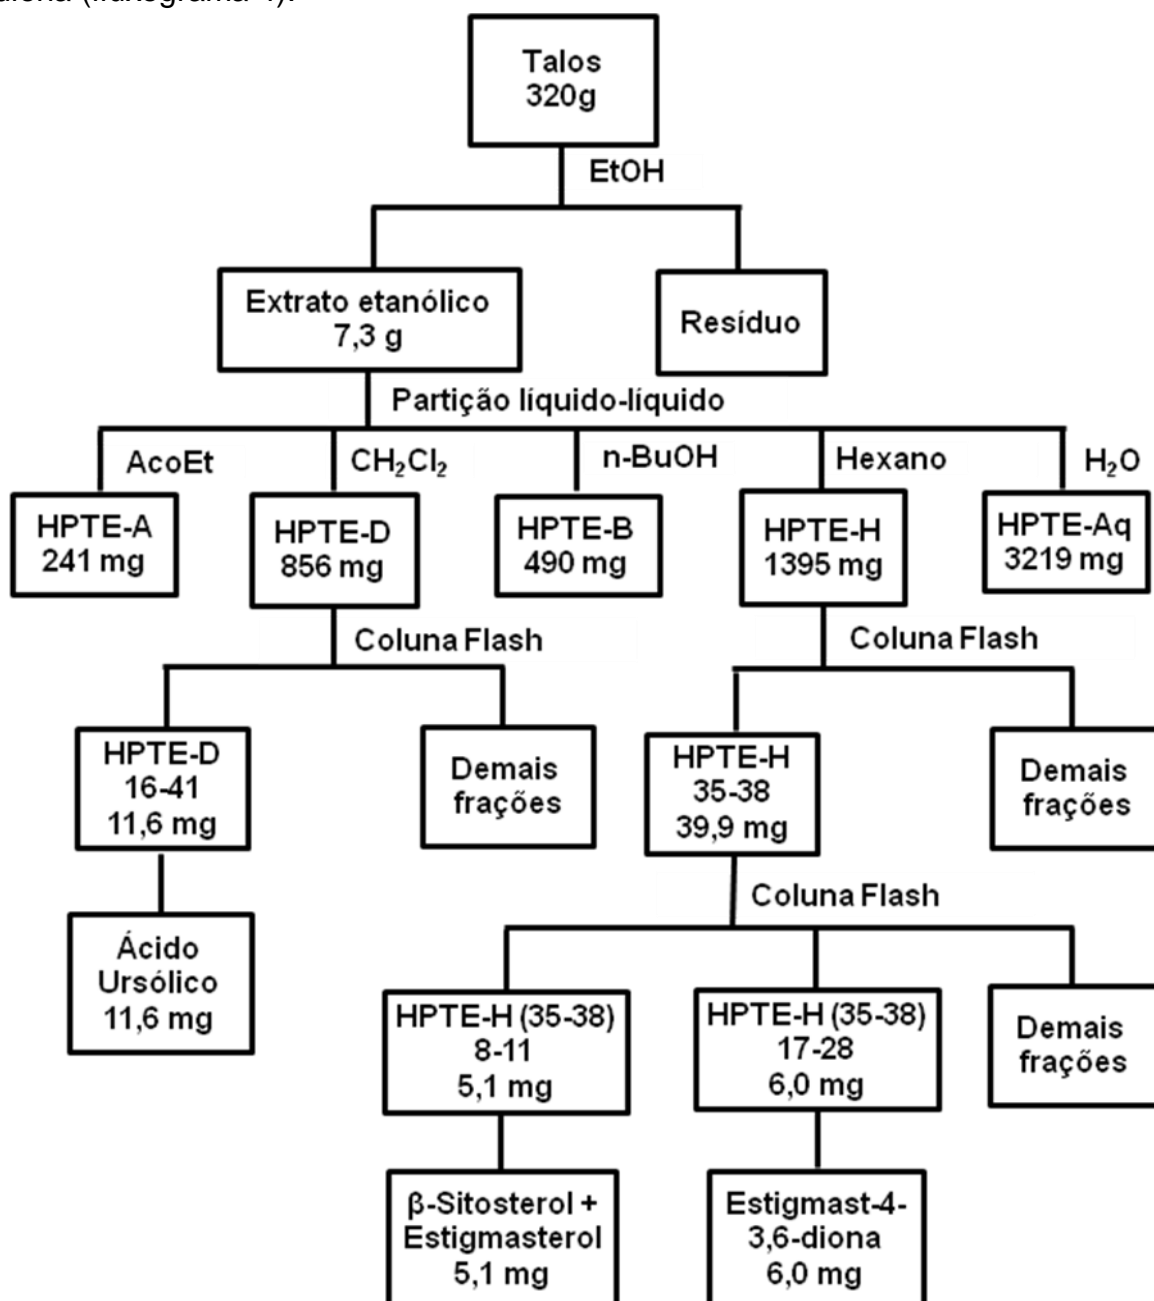 diona (fluxograma 4).
Talos
320g
EtOH
Extrato etanólico
7,3 g
Resíduo
Partição líquido-líquido
AcoEt
CH₂Cl₂
n-BuOH
Hexano
H₂O
HPTE-A
241 mg
HPTE-D
856 mg
HPTE-B
490 mg
HPTE-H
1395 mg
HPTE-Aq
3219 mg
Coluna Flash
Coluna Flash
HPTE-D
16-41
11,6 mg
Demais
frações
HPTE-H
35-38
39,9 mg
Demais
frações
Coluna Flash
Ácido
Ursólico
11,6 mg
HPTE-H (35-38)
8-11
5,1 mg
HPTE-H (35-38)
17-28
6,0 mg
Demais
frações
β-Sitosterol +
Estigmasterol
5,1 mg
Estigmast-4-
3,6-diona
6,0 mg